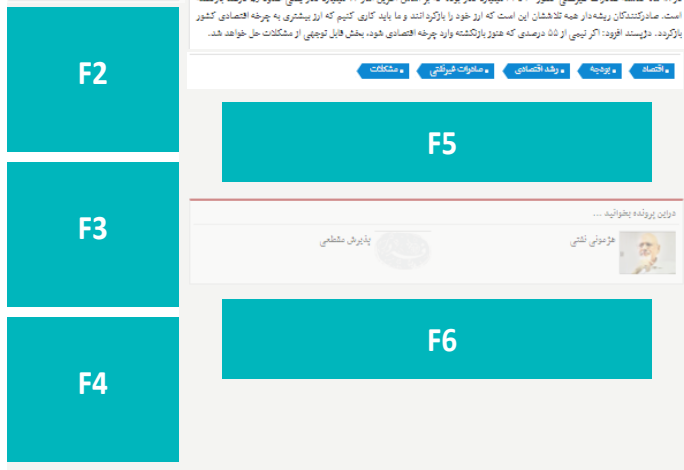 است. صادرکنندگان ریشه‌دار همه تلاششان این است که ارز خود را بازگردانند و ما باید کاری کنیم که ارز بیشتری به چرخه اقتصادی کشور
بازگردد. دژپسند افزود: اگر نیمی از ۵۵ درصدی که هنوز بازنگشته وارد چرخه اقتصادی شود، بخش قابل توجهی از مشکلات حل خواهد شد.
اقتصاد
بودجه
رشد اقتصادی
صادرات غیرنفتی
مشکلات
F2
F5
دراین پرونده بخوانید ...
هژمونی نفتی
پذیرش مقطعی
F3
F6
F4